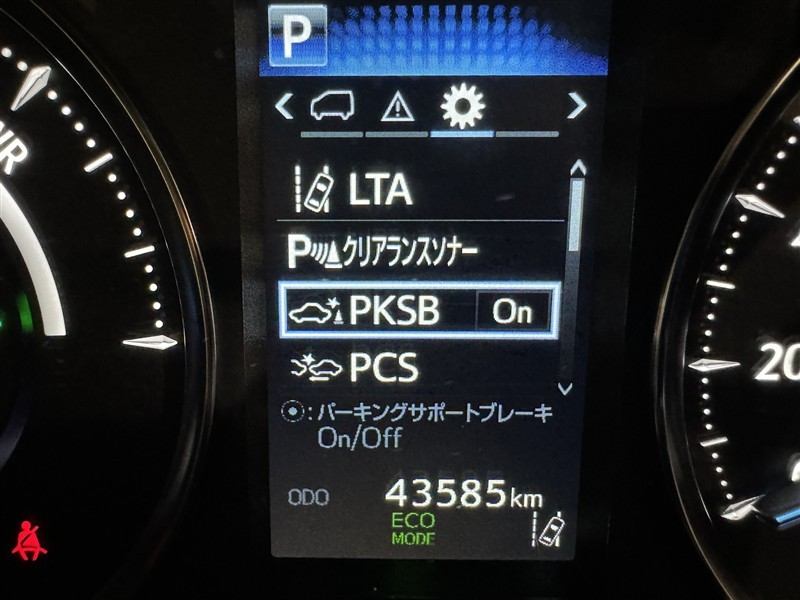 P
LTA
P クリアランスソナー
PKSB On
PCS
: パーキングサポートブレーキ
On/Off
ODO 43585km
ECO
MODE
20